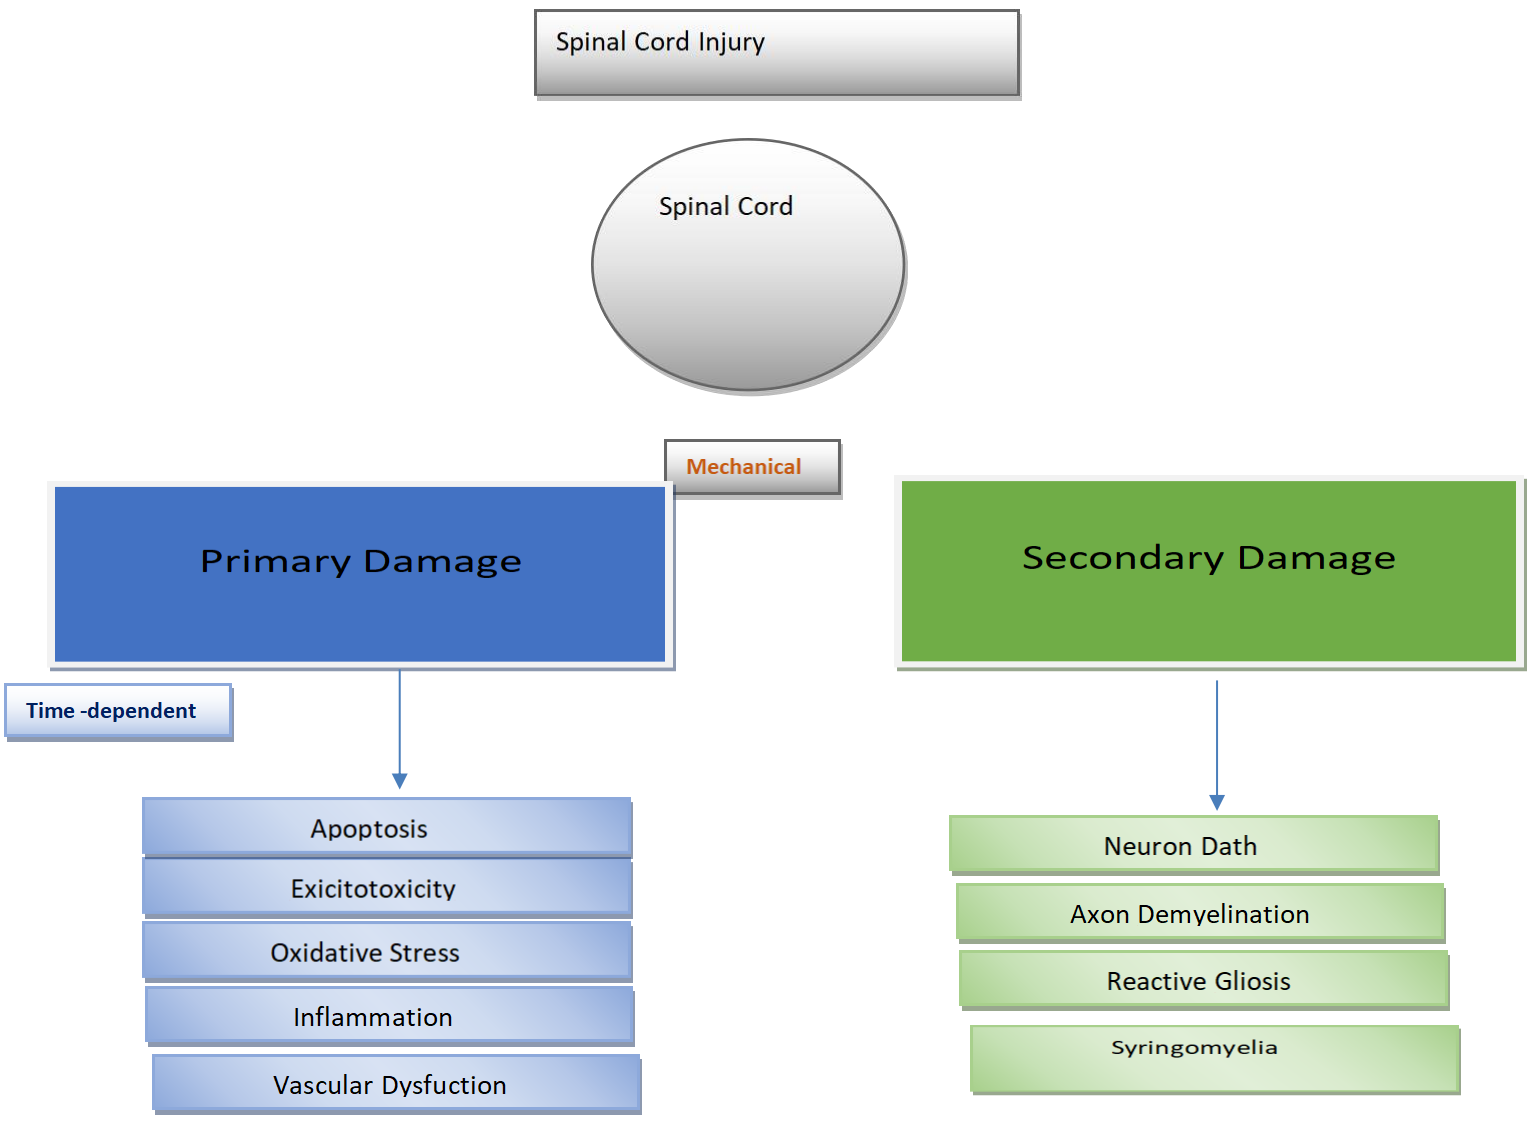 Spinal Cord Injury
Spinal Cord
Mechanical
Primary Damage
Secondary Damage
Time -dependent
Apoptosis
Exicitotoxicity
Oxidative Stress
Inflammation
Vascular Dysfuction
Neuron Dath
Axon Demyelination
Reactive Gliosis
Syringomyelia